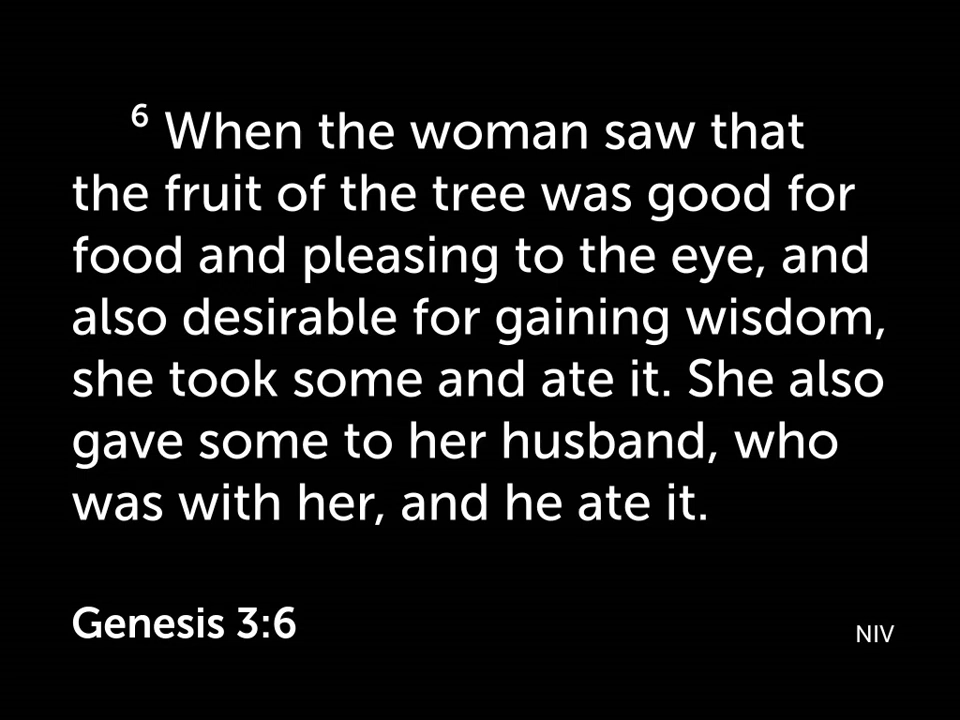 ⁶ When the woman saw that
the fruit of the tree was good for
food and pleasing to the eye, and
also desirable for gaining wisdom,
she took some and ate it. She also
gave some to her husband, who
was with her, and he ate it.
Genesis 3:6
NIV